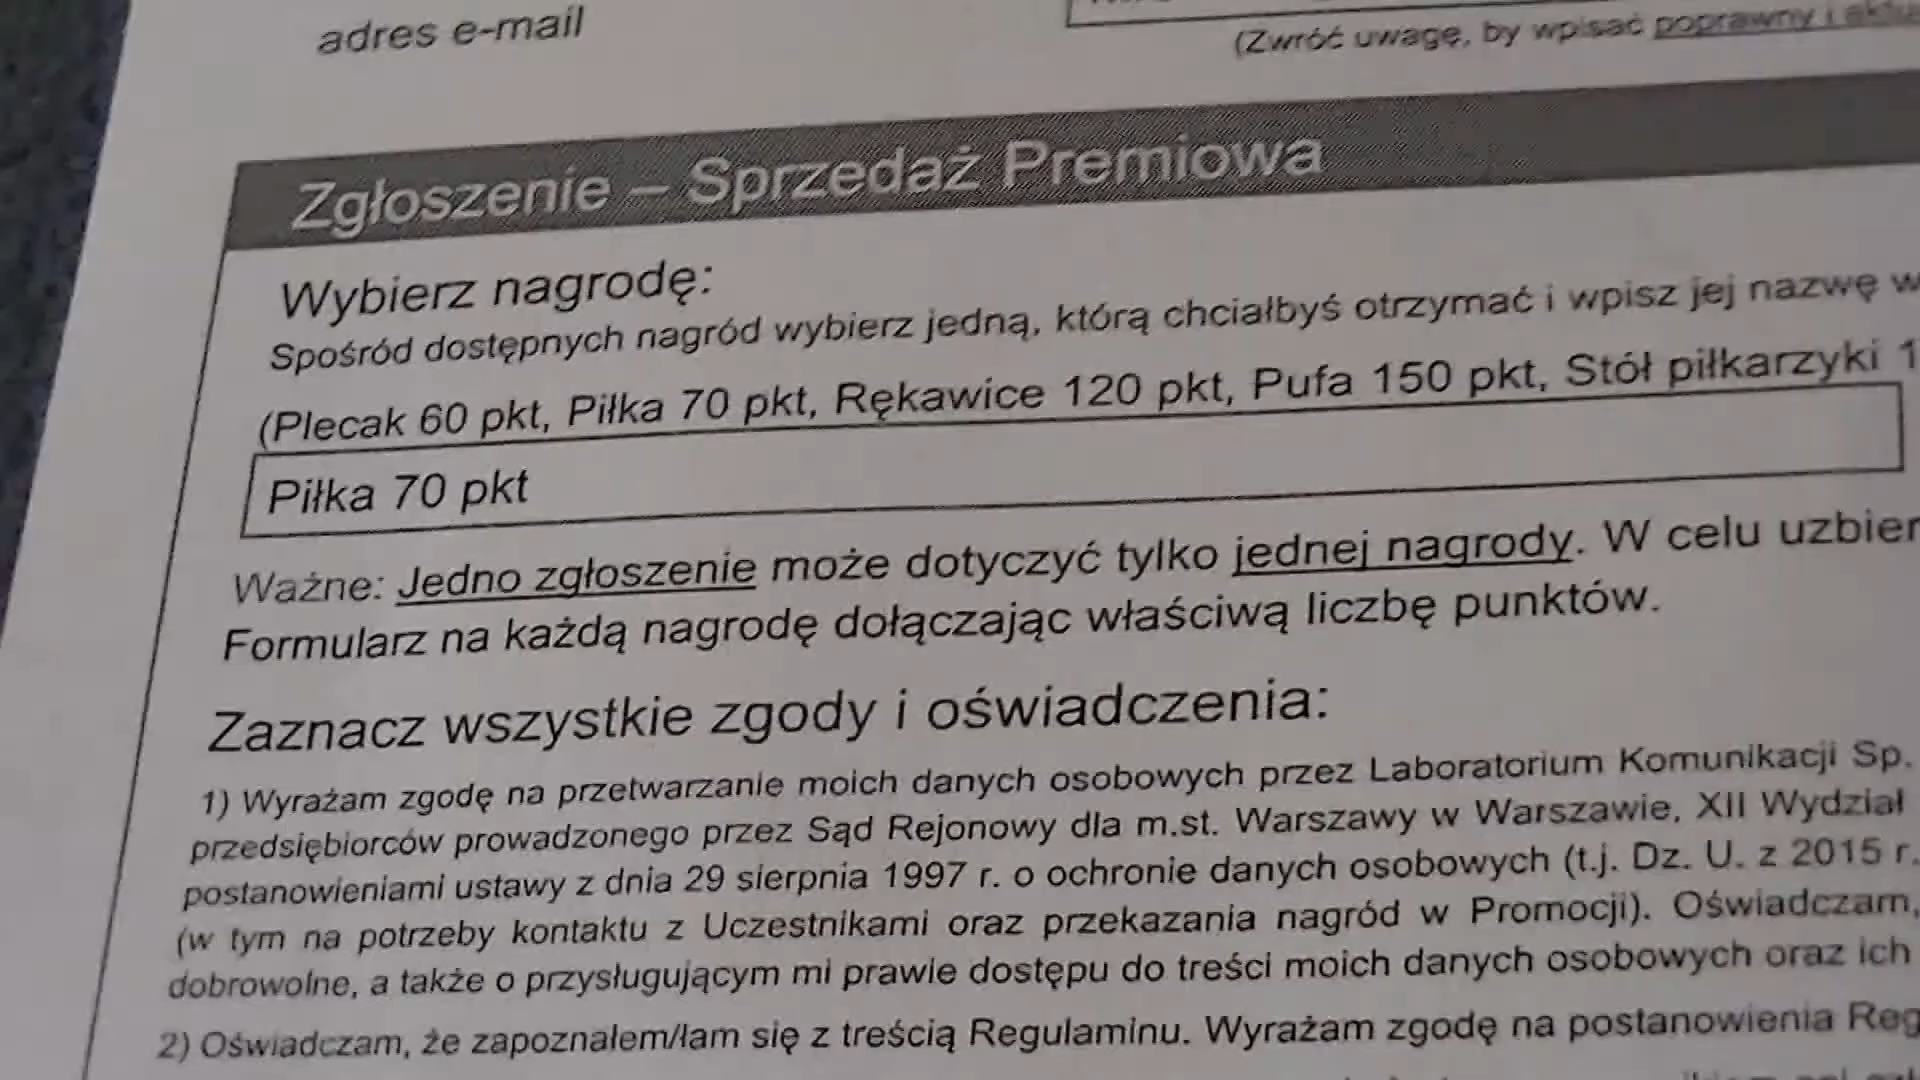 adres e-mail
(Zwróć uwagę, by wpisać poprawny i
Zgłoszenie – Sprzedaż Premiowa
Wybierz nagrodę:
Spośród dostępnych nagród wybierz jedną, którą chciałbyś otrzymać i wpisz jej nazwę w
(Plecak 60 pkt, Piłka 70 pkt, Rękawice 120 pkt, Pufa 150 pkt, Stół piłkarzyki 1
Piłka 70 pkt
Ważne: Jedno zgłoszenie może dotyczyć tylko jednej nagrody. W celu uzbier
Formularz na każdą nagrodę dołączając właściwą liczbę punktów.
Zaznacz wszystkie zgody i oświadczenia:
1) Wyrażam zgodę na przetwarzanie moich danych osobowych przez Laboratorium Komunikacji Sp.
przedsiębiorców prowadzonego przez Sąd Rejonowy dla m.st. Warszawy w Warszawie, XII Wydział
postanowieniami ustawy z dnia 29 sierpnia 1997 r. o ochronie danych osobowych (t.j. Dz. U. z 2015 r.
(w tym na potrzeby kontaktu z Uczestnikami oraz przekazania nagród w Promocji). Oświadczam,
dobrowolne, a także o przysługującym mi prawie dostępu do treści moich danych osobowych oraz ich
2) Oświadczam, że zapoznałem/łam się z treścią Regulaminu. Wyrażam zgodę na postanowienia Reg